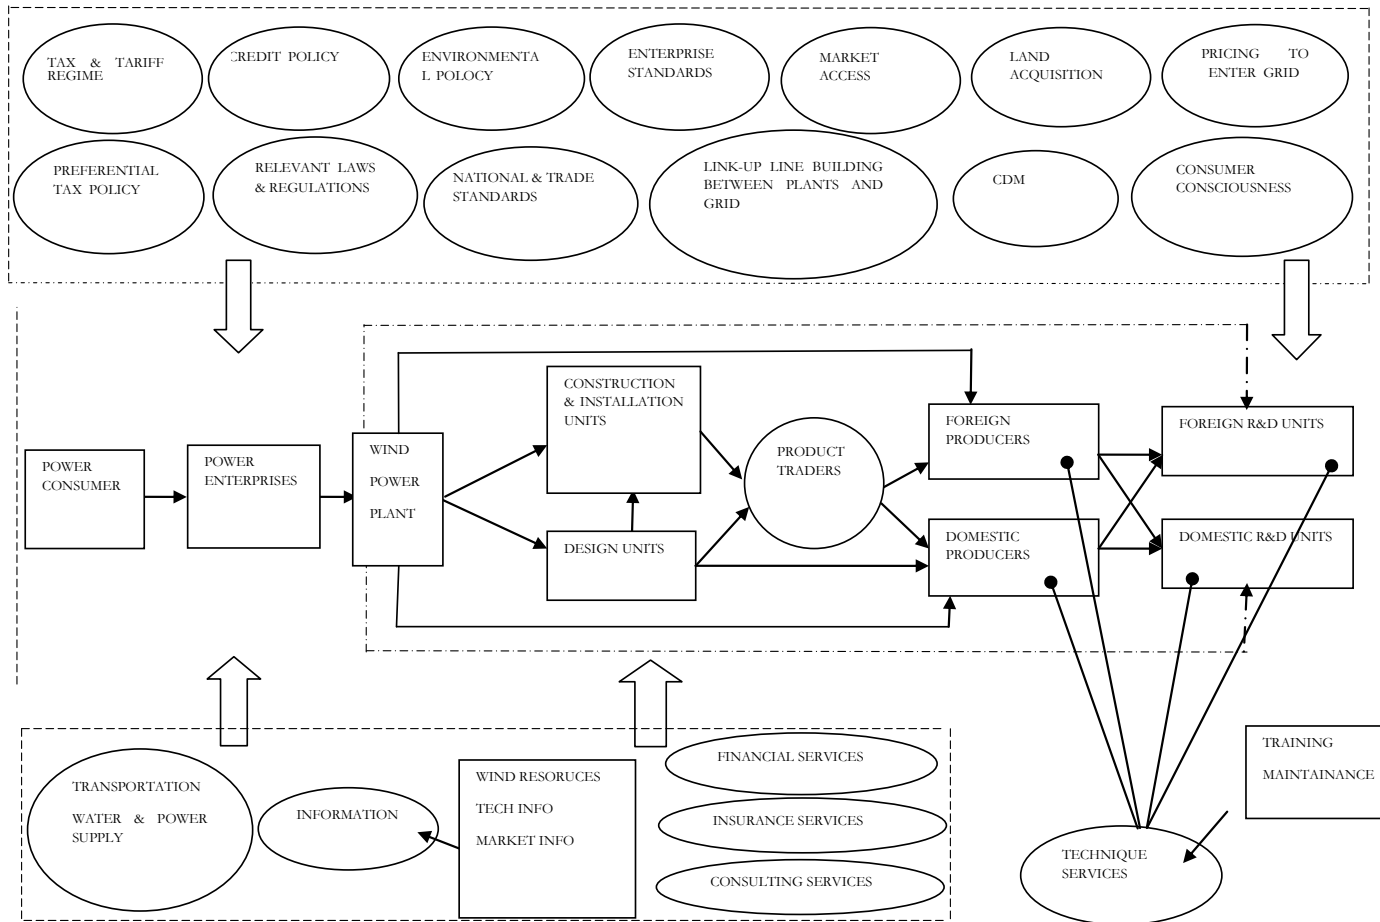 TAX & TARIFF
REGIME
CREDIT POLICY
ENVIRONMENTA
L POLOCY
ENTERPRISE
STANDARDS
MARKET
ACCESS
LAND
ACQUISITION
PRICING TO
ENTER GRID
PREFERENTIAL
TAX POLICY
RELEVANT LAWS
& REGULATIONS
NATIONAL & TRADE
STANDARDS
LINK-UP LINE BUILDING
BETWEEN PLANTS AND
GRID
CDM
CONSUMER
CONSCIOUSNESS
POWER
CONSUMER
POWER
ENTERPRISES
WIND
POWER
PLANT
CONSTRUCTION
& INSTALLATION
UNITS
DESIGN UNITS
PRODUCT
TRADERS
FOREIGN
PRODUCERS
DOMESTIC
PRODUCERS
FOREIGN R&D UNITS
DOMESTIC R&D UNITS
TRANSPORTATION
WATER & POWER
SUPPLY
INFORMATION
WIND RESORUCES
TECH INFO
MARKET INFO
FINANCIAL SERVICES
INSURANCE SERVICES
CONSULTING SERVICES
TECHNIQUE
SERVICES
TRAINING
MAINTAINANCE